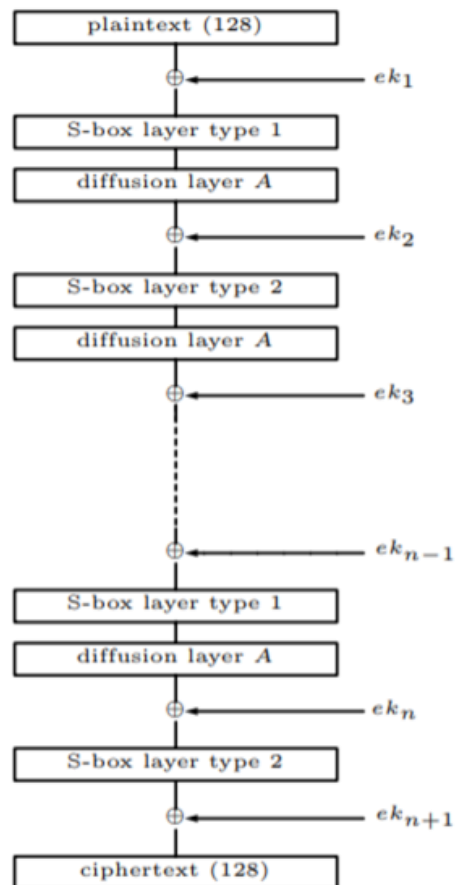 plaintext (128)
⊕ ek₁
S-box layer type 1
diffusion layer A
⊕ ek₂
S-box layer type 2
diffusion layer A
⊕ ek₃
⊕ ekₙ₋₁
S-box layer type 1
diffusion layer A
⊕ ekₙ
S-box layer type 2
⊕ ekₙ₊₁
ciphertext (128)